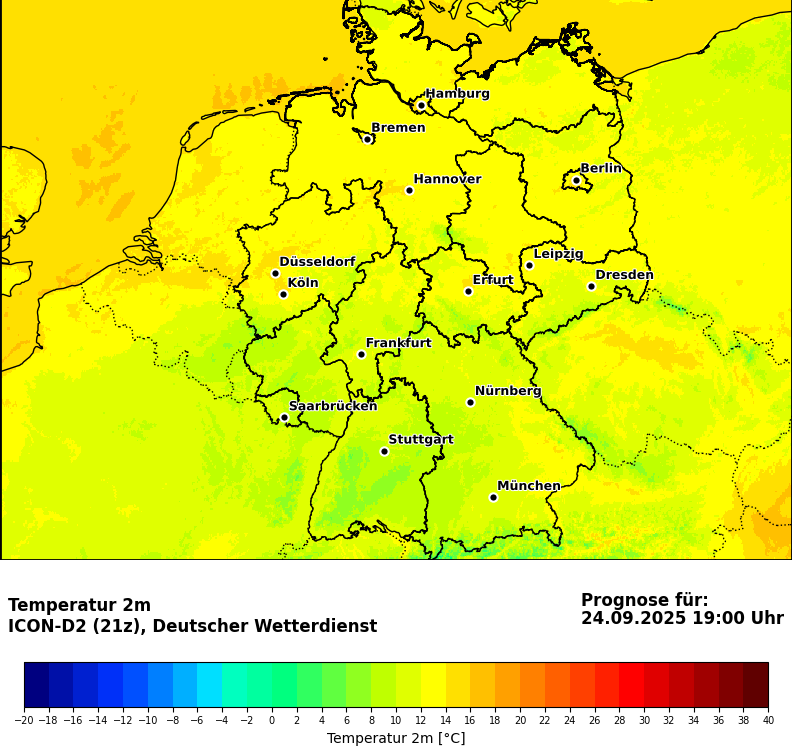 Hamburg
Bremen
Berlin
Hannover
Leipzig
Düsseldorf
Dresden
Köln
Erfurt
Frankfurt
Nürnberg
Saarbrücken
Stuttgart
München
Temperatur 2m
ICON-D2 (21z), Deutscher Wetterdienst
Prognose für:
24.09.2025 19:00 Uhr
−20 −18 −16 −14 −12 −10 −8 −6 −4 −2 0 2 4 6 8 10 12 14 16 18 20 22 24 26 28 30 32 34 36 38 40
Temperatur 2m [°C]